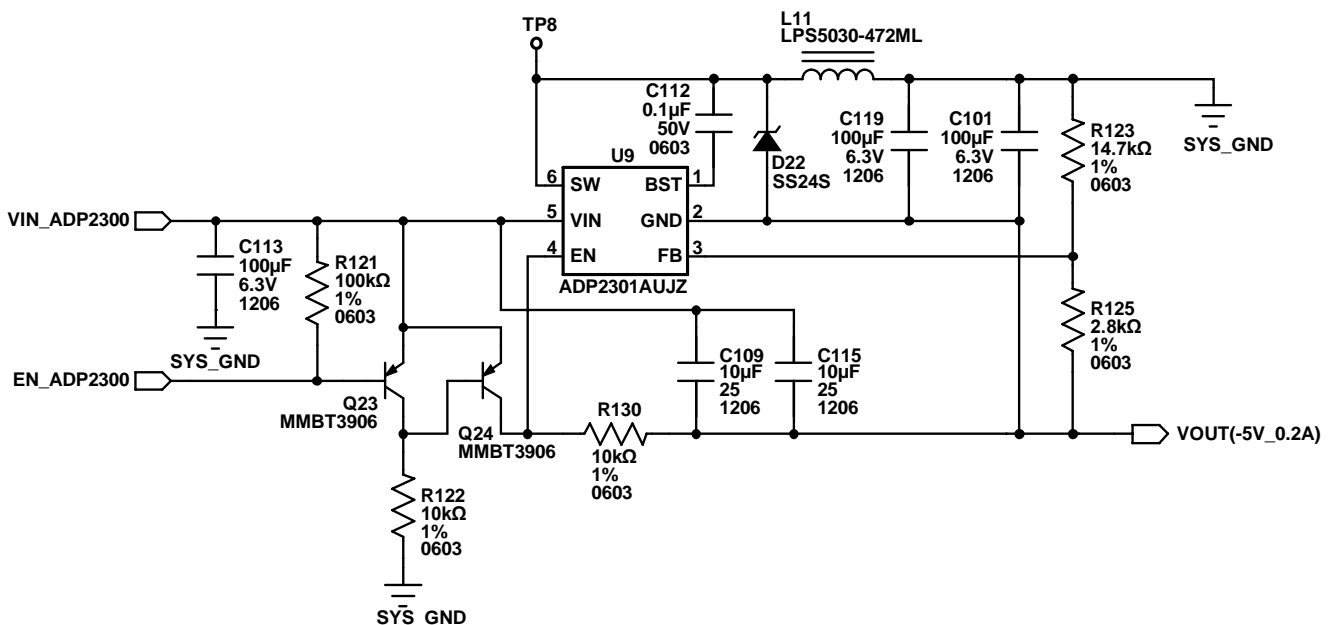 TP8
L11
LPS5030-472ML
C112
0.1µF
50V
0603
D22
SS24S
C119
100µF
6.3V
1206
C101
100µF
6.3V
1206
R123
14.7kΩ
1%
0603
SYS_GND
U9
6
SW
BST
1
5
VIN
GND
2
4
EN
FB
3
ADP2301AUJZ
VIN_ADP2300
C113
100µF
6.3V
1206
SYS_GND
R121
100kΩ
1%
0603
EN_ADP2300
Q23
MMBT3906
Q24
MMBT3906
R130
10kΩ
1%
0603
C109
10µF
25
1206
C115
10µF
25
1206
R125
2.8kΩ
1%
0603
VOUT(-5V_0.2A)
R122
10kΩ
1%
0603
SYS_GND